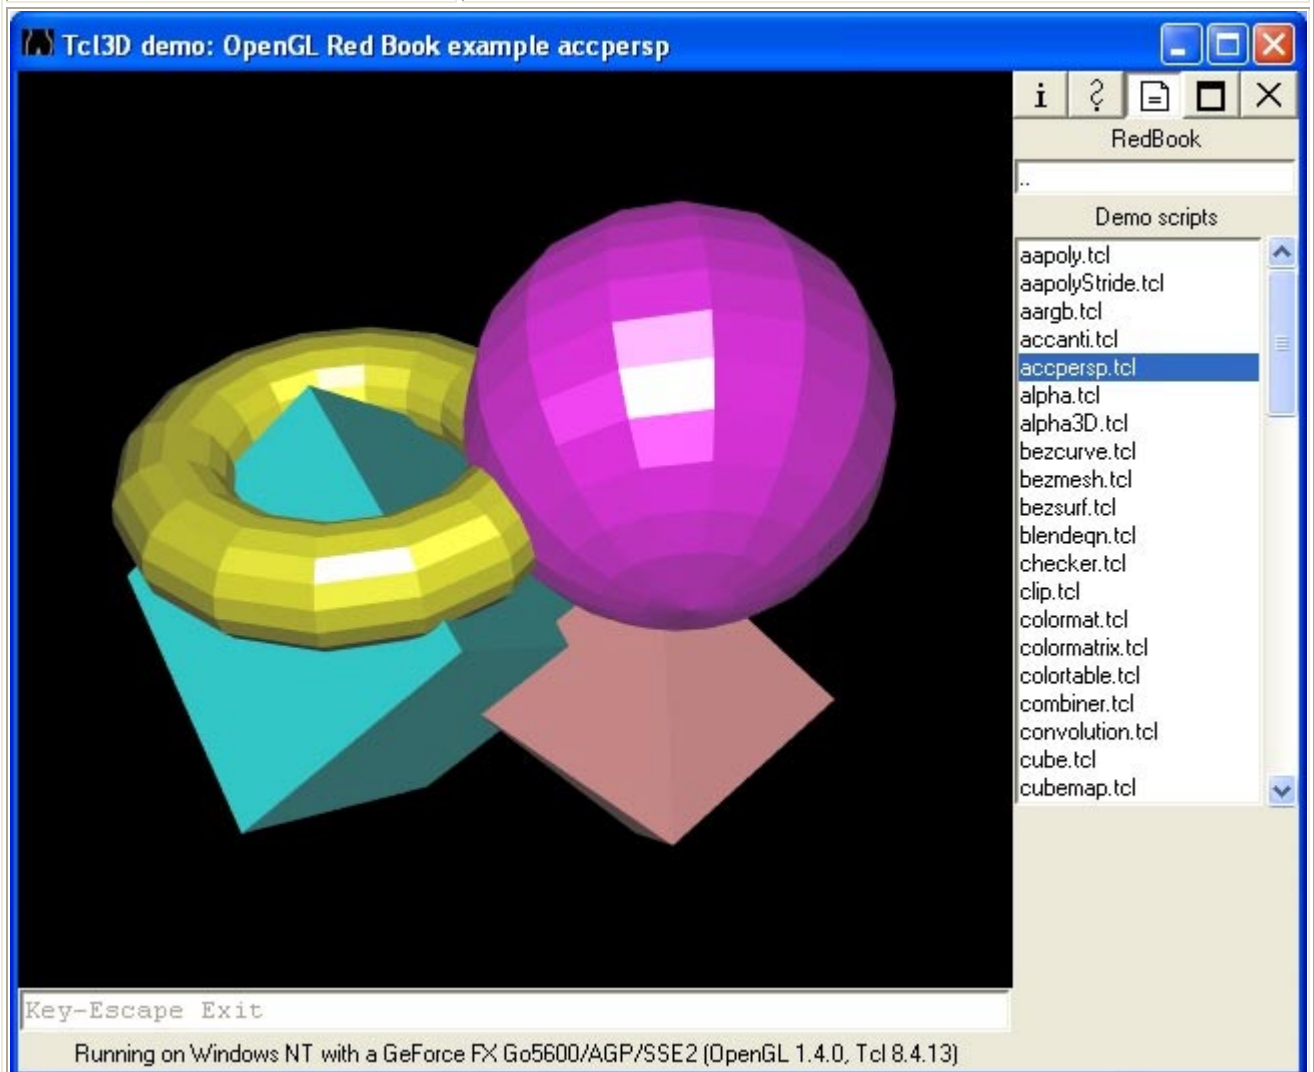 Tcl3D demo: OpenGL Red Book example accpersp
i ?
RedBook
..
Demo scripts
aapoly.tcl
aapolyStride.tcl
aargb.tcl
accanti.tcl
accpersp.tcl
alpha.tcl
alpha3D.tcl
bezcurve.tcl
bezmesh.tcl
bezsurf.tcl
blendeqn.tcl
checker.tcl
clip.tcl
colormat.tcl
colormatrix.tcl
colortable.tcl
combiner.tcl
convolution.tcl
cube.tcl
cubemap.tcl
Key-Escape Exit
Running on Windows NT with a GeForce FX Go5600/AGP/SSE2 (OpenGL 1.4.0, Tcl 8.4.13)